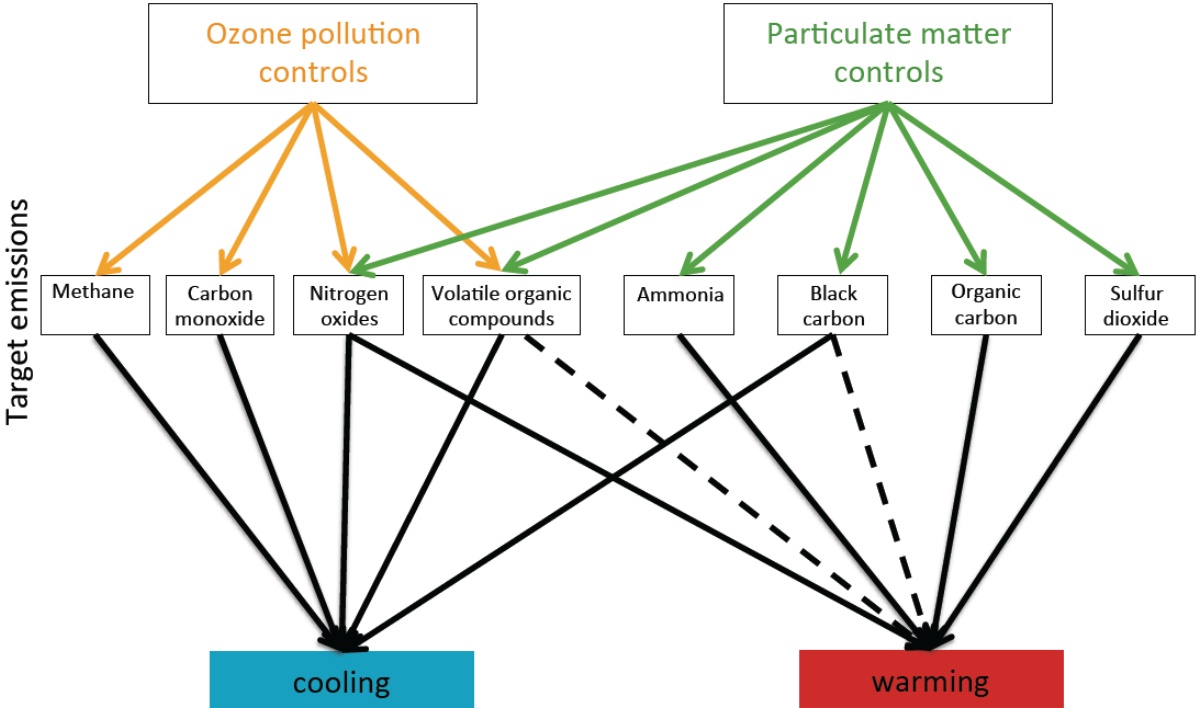 Ozone pollution
controls
Particulate matter
controls
Target emissions
Methane
Carbon
monoxide
Nitrogen
oxides
Volatile organic
compounds
Ammonia
Black
carbon
Organic
carbon
Sulfur
dioxide
cooling
warming